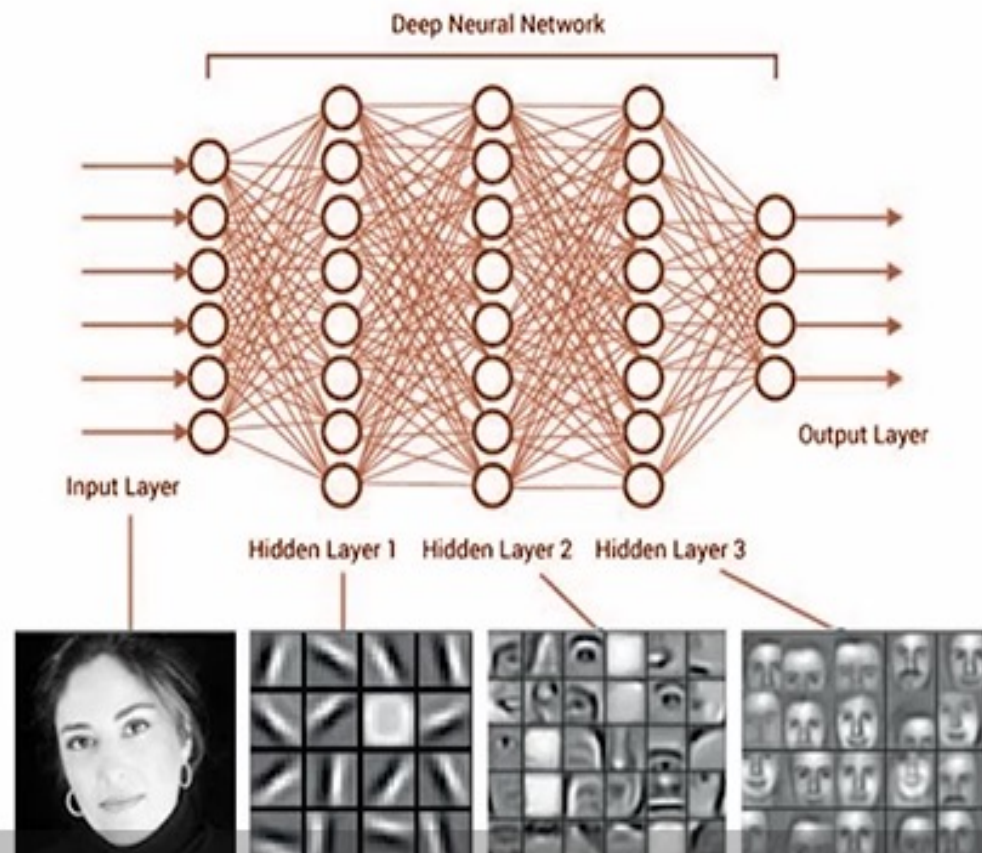 Deep Neural Network
Output Layer
Input Layer
Hidden Layer 1 Hidden Layer 2 Hidden Layer 3